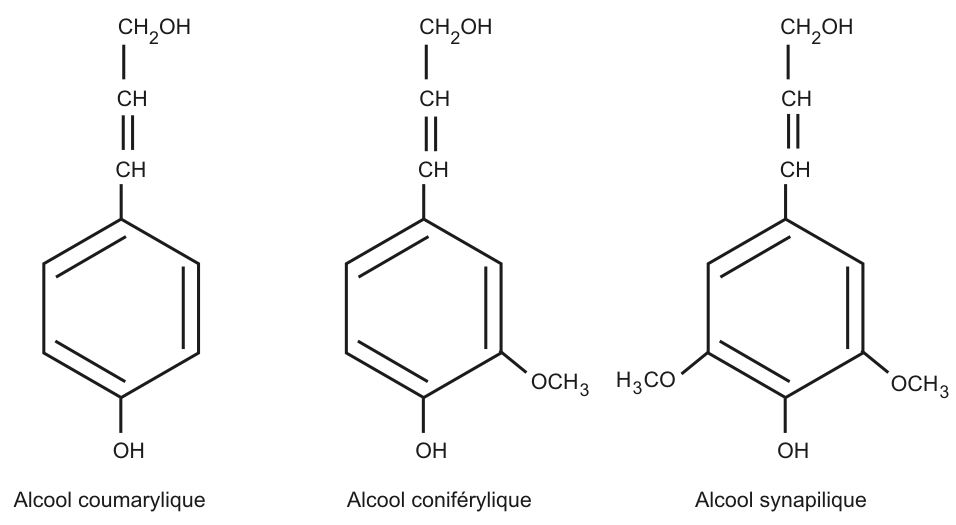 CH2OH CH2OH CH2OH
CH CH CH
CH CH CH
OCH3 H3CO OCH3
OH OH OH
Alcool coumarylique Alcool coniférylique Alcool synapilique